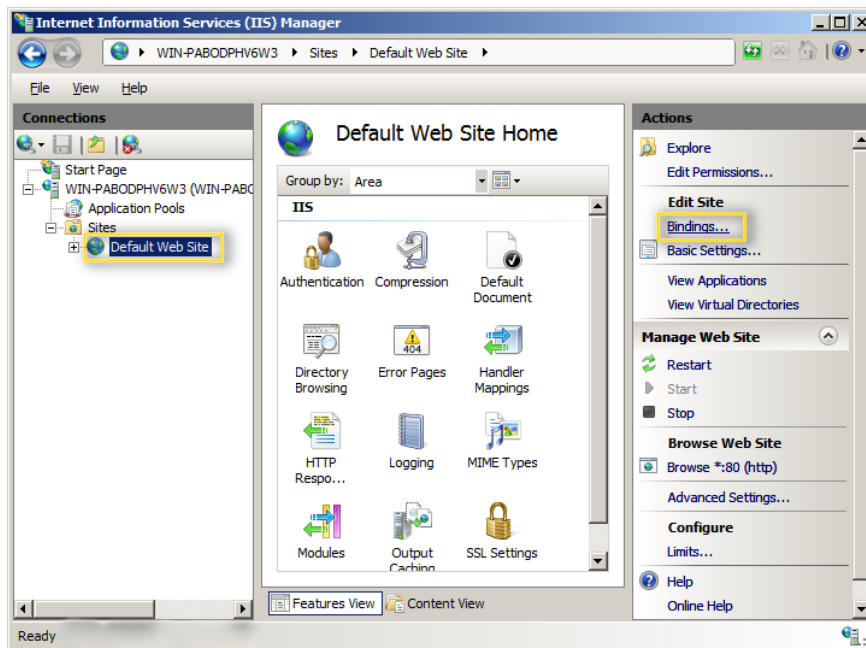 Internet Information Services (IIS) Manager
WIN-PABODPHV6W3 Sites Default Web Site
File View Help
Connections
Start Page
WIN-PABODPHV6W3 (WIN-PABO
Application Pools
Sites
Default Web Site
Default Web Site Home
Group by: Area
IIS
Authentication Compression Default
Document
404
Directory Error Pages Handler
Browsing Mappings
HTTP Logging MIME Types
Respo...
Modules Output SSL Settings
Caching
Features View Content View
Actions
Explore
Edit Permissions...
Edit Site
Bindings...
Basic Settings...
View Applications
View Virtual Directories
Manage Web Site
Restart
Start
Stop
Browse Web Site
Browse *:80 (http)
Advanced Settings...
Configure
Limits...
Help
Online Help
Ready